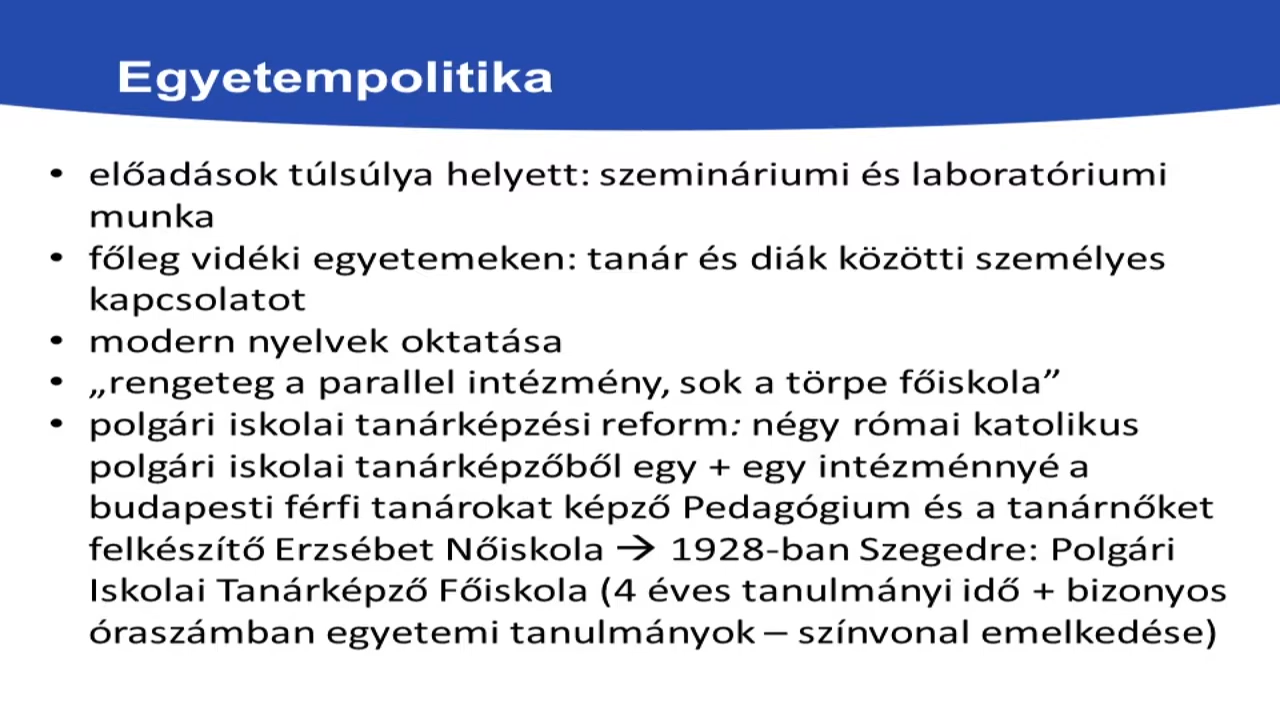 Egyetempolitika
• előadások túlsúlya helyett: szemináriumi és laboratóriumi
munka
• főleg vidéki egyetemeken: tanár és diák közötti személyes
kapcsolatot
• modern nyelvek oktatása
• „rengeteg a parallel intézmény, sok a törpe főiskola”
• polgári iskolai tanárképzési reform: négy római katolikus
polgári iskolai tanárképzőből egy + egy intézménnyé a
budapesti férfi tanárokat képző Pedagógium és a tanárnőket
felkészítő Erzsébet Nőiskola → 1928-ban Szegedre: Polgári
Iskolai Tanárképző Főiskola (4 éves tanulmányi idő + bizonyos
óraszámban egyetemi tanulmányok – színvonal emelkedése)